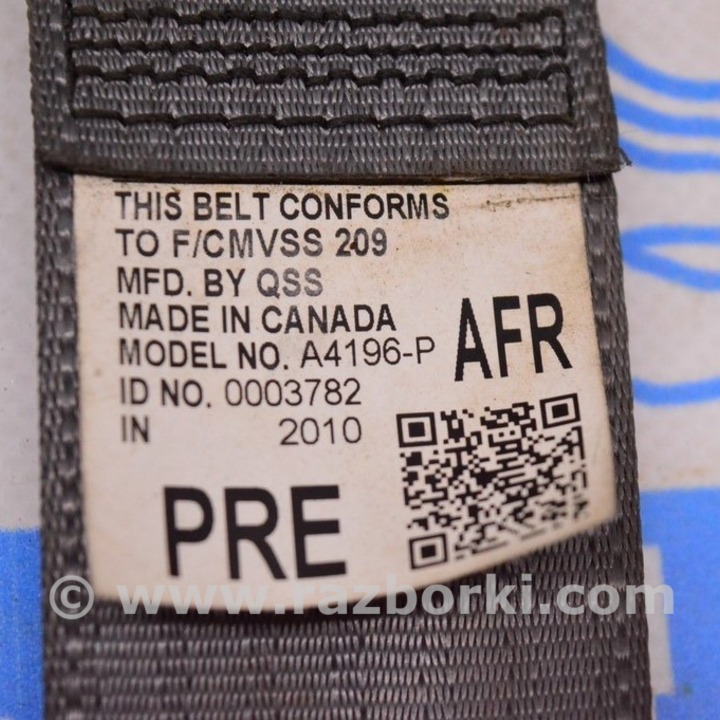 THIS BELT CONFORMS
TO F/CMVSS 209
MFD. BY QSS
MADE IN CANADA
MODEL NO. A4196-P
AFR
ID NO. 0003782
IN 2010
PRE
© www.razborki.com